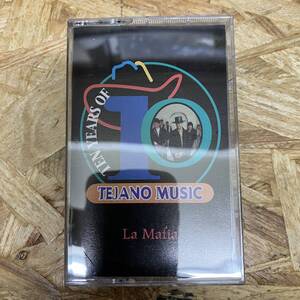 TEN YEARS OF
10
TEJANO MUSIC
La Mafia